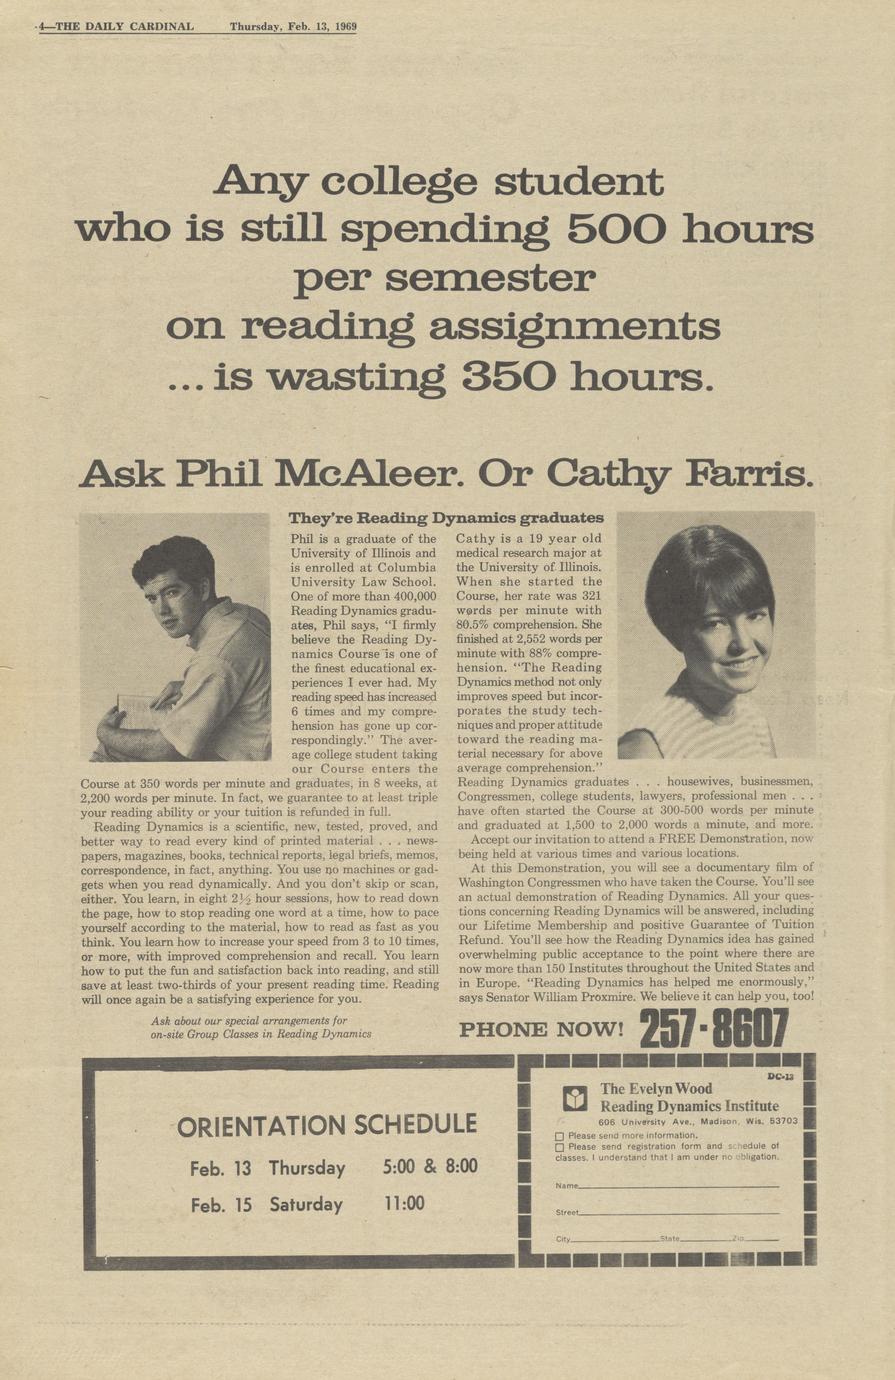 4—THE DAILY CARDINAL Thursday, Feb. 13, 1969
Any college student
who is still spending 500 hours
per semester
on reading assignments
... is wasting 350 hours.
Ask Phil McAleer. Or Cathy Farris.
They're Reading Dynamics graduates
Phil is a graduate of the
University of Illinois and
is enrolled at Columbia
University Law School.
One of more than 400,000
Reading Dynamics gradu-
ates, Phil says, "I firmly
believe the Reading Dy-
namics Course is one of
the finest educational ex-
periences I ever had. My
reading speed has increased
6 times and my compre-
hension has gone up cor-
respondingly." The aver-
age college student taking
our Course enters the
Course at 350 words per minute and graduates, in 8 weeks, at
2,200 words per minute. In fact, we guarantee to at least triple
your reading ability or your tuition is refunded in full.
Reading Dynamics is a scientific, new, tested, proved, and
better way to read every kind of printed material . . . news-
papers, magazines, books, technical reports, legal briefs, memos,
correspondence, in fact, anything. You use no machines or gad-
gets when you read dynamically. And you don't skip or scan,
either. You learn, in eight 2½ hour sessions, how to read down
the page, how to stop reading one word at a time, how to pace
yourself according to the material, how to read as fast as you
think. You learn how to increase your speed from 3 to 10 times,
or more, with improved comprehension and recall. You learn
how to put the fun and satisfaction back into reading, and still
save at least two-thirds of your present reading time. Reading
will once again be a satisfying experience for you.
Ask about our special arrangements for
on-site Group Classes in Reading Dynamics
Cathy is a 19 year old
medical research major at
the University of Illinois.
When she started the
Course, her rate was 321
words per minute with
80.5% comprehension. She
finished at 2,552 words per
minute with 88% compre-
hension. "The Reading
Dynamics method not only
improves speed but incor-
porates the study tech-
niques and proper attitude
toward the reading ma-
terial necessary for above
average comprehension."
Reading Dynamics graduates . . . housewives, businessmen,
Congressmen, college students, lawyers, professional men . . .
have often started the Course at 300-500 words per minute
and graduated at 1,500 to 2,000 words a minute, and more.
Accept our invitation to attend a FREE Demonstration, now
being held at various times and various locations.
At this Demonstration, you will see a documentary film of
Washington Congressmen who have taken the Course. You'll see
an actual demonstration of Reading Dynamics. All your ques-
tions concerning Reading Dynamics will be answered, including
our Lifetime Membership and positive Guarantee of Tuition
Refund. You'll see how the Reading Dynamics idea has gained
overwhelming public acceptance to the point where there are
now more than 150 Institutes throughout the United States and
in Europe. "Reading Dynamics has helped me enormously,"
says Senator William Proxmire. We believe it can help you, too!
PHONE NOW! 257-8607
ORIENTATION SCHEDULE
Feb. 13 Thursday 5:00 & 8:00
Feb. 15 Saturday 11:00
DC-13
The Evelyn Wood
Reading Dynamics Institute
606 University Ave., Madison, Wis. 53703
Please send more information.
Please send registration form and schedule of
classes. I understand that I am under no obligation.
Name
Street
City State Zip